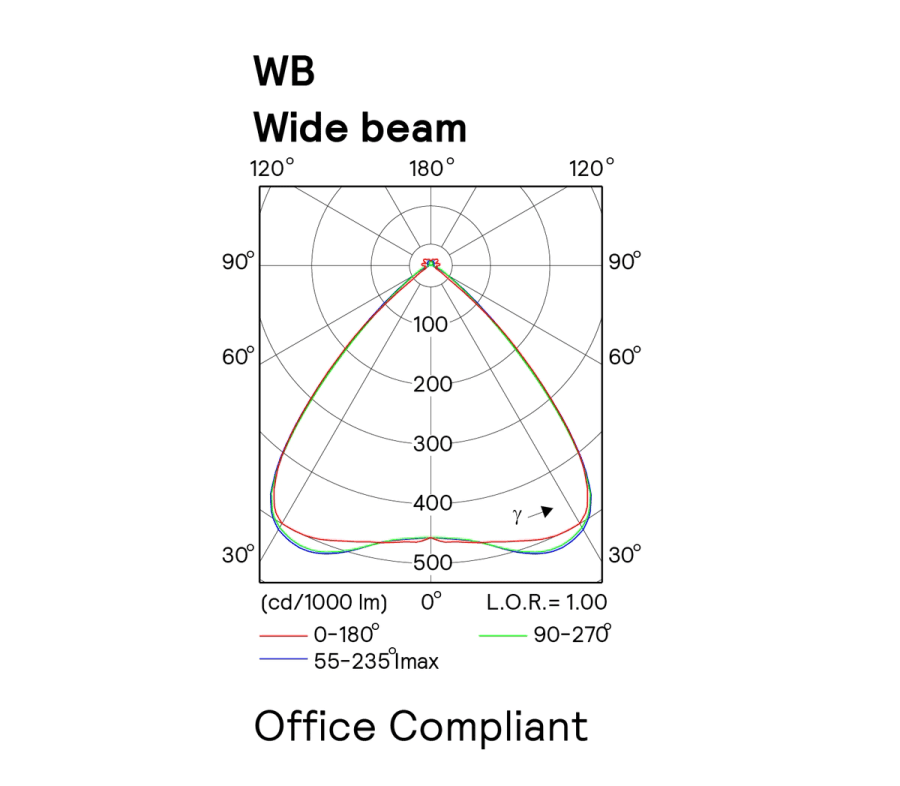 WB
Wide beam
120° 180° 120°
90° 90°
100
60° 60°
200
300
400
γ
30° 30°
500
(cd/1000 lm) 0° L.O.R.= 1.00
0-180° 90-270°
55-235°Imax
Office Compliant